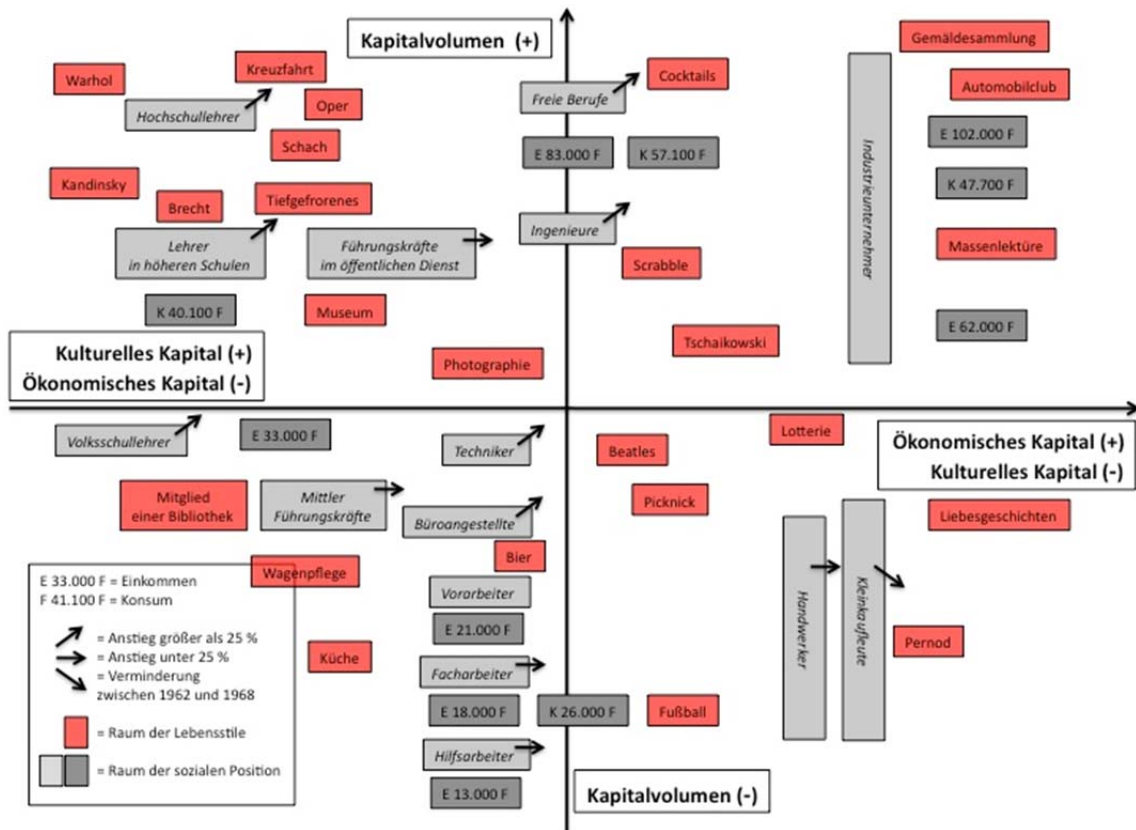 Kapitalvolumen (+)
Gemäldesammlung
Warhol
Kreuzfahrt
Cocktails
Automobilclub
Hochschullehrer
Oper
Freie Berufe
Schach
E 83.000 F
K 57.100 F
E 102.000 F
Kandinsky
Brecht
Tiefgefrorenes
K 47.700 F
Industrieunternehmer
Lehrer
in höheren Schulen
Führungskräfte
im öffentlichen Dienst
Ingenieure
Scrabble
Massenlektüre
K 40.100 F
Museum
E 62.000 F
Tschaikowski
Kulturelles Kapital (+)
Ökonomisches Kapital (-)
Photographie
Volksschullehrer
E 33.000 F
Techniker
Beatles
Lotterie
Ökonomisches Kapital (+)
Kulturelles Kapital (-)
Mitglied
einer Bibliothek
Mittler
Führungskräfte
Büroangestellte
Picknick
Liebesgeschichten
Bier
Wagenpflege
Vorarbeiter
E 21.000 F
Handwerker
Kleinkaufleute
Pernod
Küche
Facharbeiter
E 18.000 F
K 26.000 F
Fußball
Hilfsarbeiter
E 13.000 F
Kapitalvolumen (-)
E 33.000 F = Einkommen
F 41.100 F = Konsum
= Anstieg größer als 25 %
= Anstieg unter 25 %
= Verminderung
zwischen 1962 und 1968
= Raum der Lebensstile
= Raum der sozialen Position